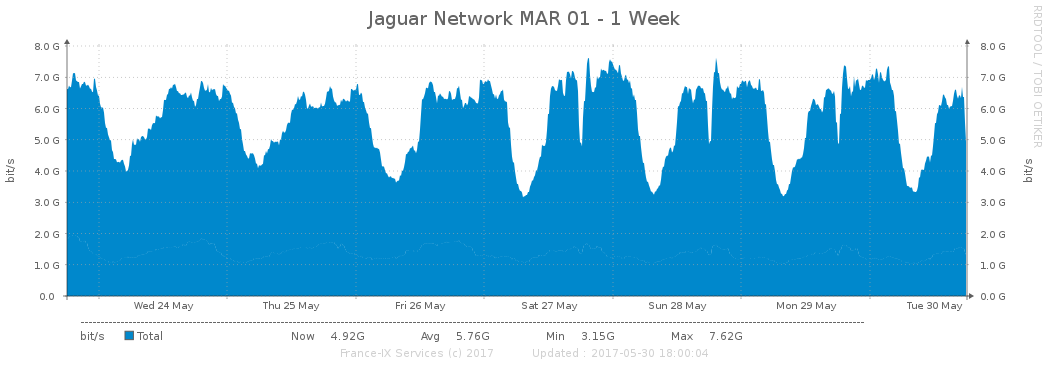 Jaguar Network MAR 01 - 1 Week
RRDTOOL / TOBI OETIKER
bit/s
8.0 G
7.0 G
6.0 G
5.0 G
4.0 G
3.0 G
2.0 G
1.0 G
0.0
8.0 G
7.0 G
6.0 G
5.0 G
4.0 G
3.0 G
2.0 G
1.0 G
0.0 G
bit/s
Wed 24 May Thu 25 May Fri 26 May Sat 27 May Sun 28 May Mon 29 May Tue 30 May
bit/s Total Now 4.92G Avg 5.76G Min 3.15G Max 7.62G
France-IX Services (c) 2017 Updated : 2017-05-30 18:00:04